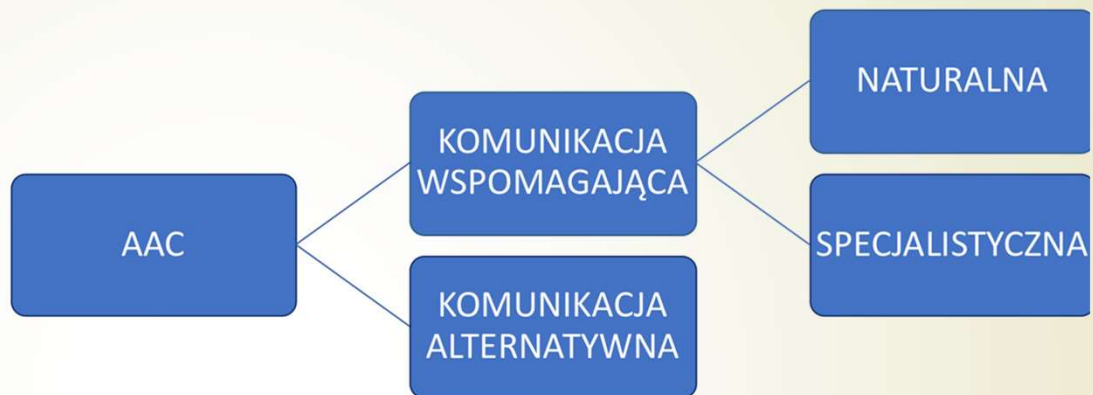 AAC
KOMUNIKACJA
WSPOMAGAJĄCA
KOMUNIKACJA
ALTERNATYWNA
NATURALNA
SPECJALISTYCZNA